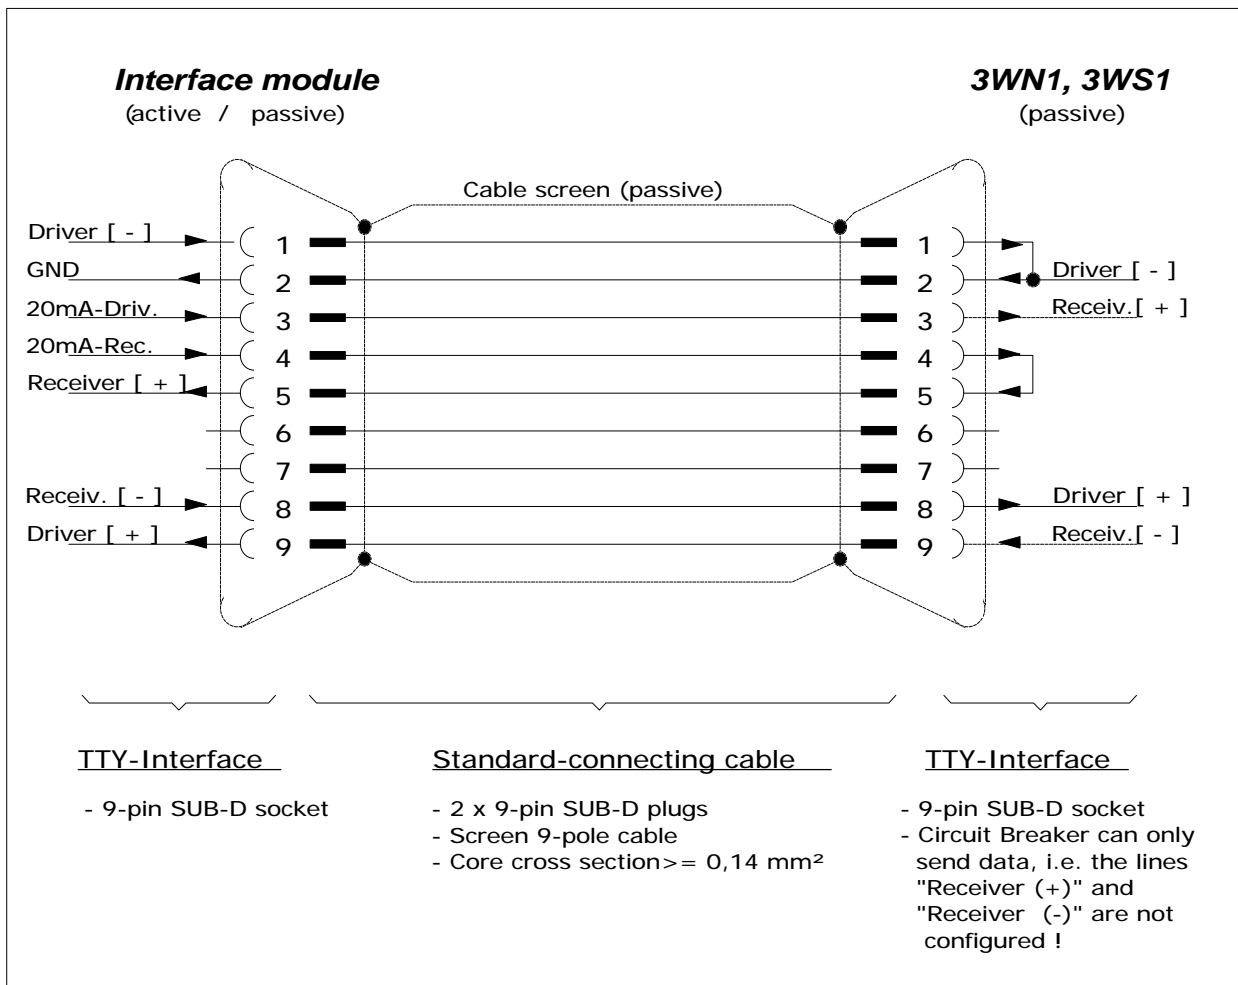 Interface module
(active / passive)
3WN1, 3WS1
(passive)
Cable screen (passive)
Driver [ - ]
1
1
GND
2
2
Driver [ - ]
20mA-Driv.
3
3
Receiv.[ + ]
20mA-Rec.
4
4
Receiver [ + ]
5
5
6
6
7
7
Receiv. [ - ]
8
8
Driver [ + ]
Driver [ + ]
9
9
Receiv.[ - ]
TTY-Interface
- 9-pin SUB-D socket
Standard-connecting cable
- 2 x 9-pin SUB-D plugs
- Screen 9-pole cable
- Core cross section>= 0,14 mm²
TTY-Interface
- 9-pin SUB-D socket
- Circuit Breaker can only
send data, i.e. the lines
"Receiver (+)" and
"Receiver (-)" are not
configured !